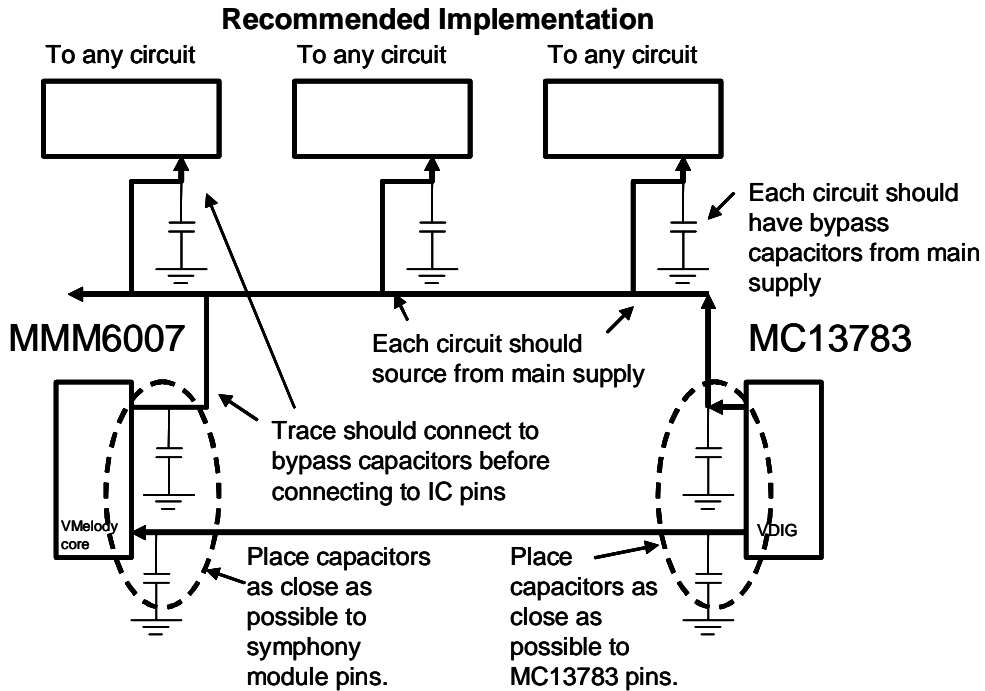 Recommended Implementation
To any circuit
To any circuit
To any circuit
Each circuit should
have bypass
capacitors from main
supply
MMM6007
Each circuit should
source from main supply
MC13783
Trace should connect to
bypass capacitors before
connecting to IC pins
VMelody
core
VDIG
Place capacitors
as close as
possible to
symphony
module pins.
Place
capacitors as
close as
possible to
MC13783 pins.